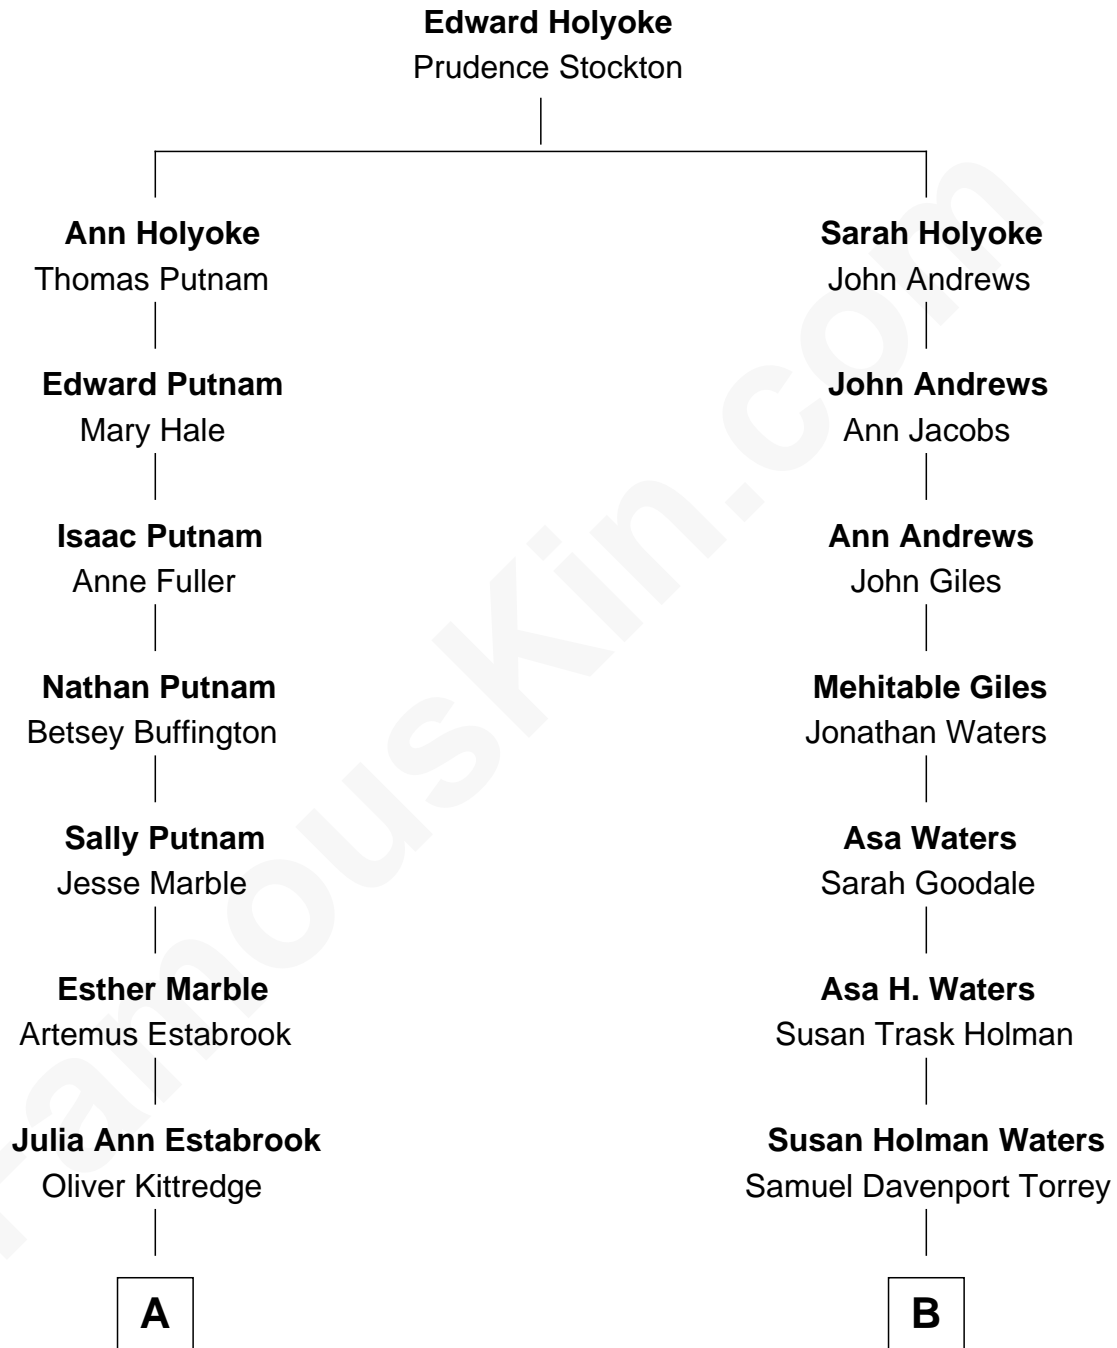 Edward Holyoke
Prudence Stockton
Ann Holyoke
Thomas Putnam
Sarah Holyoke
John Andrews
Edward Putnam
Mary Hale
John Andrews
Ann Jacobs
Isaac Putnam
Anne Fuller
Ann Andrews
John Giles
Nathan Putnam
Betsey Buffington
Mehitable Giles
Jonathan Waters
Sally Putnam
Jesse Marble
Asa Waters
Sarah Goodale
Esther Marble
Artemus Estabrook
Asa H. Waters
Susan Trask Holman
Julia Ann Estabrook
Oliver Kittredge
Susan Holman Waters
Samuel Davenport Torrey
A
B
FamousKin.com